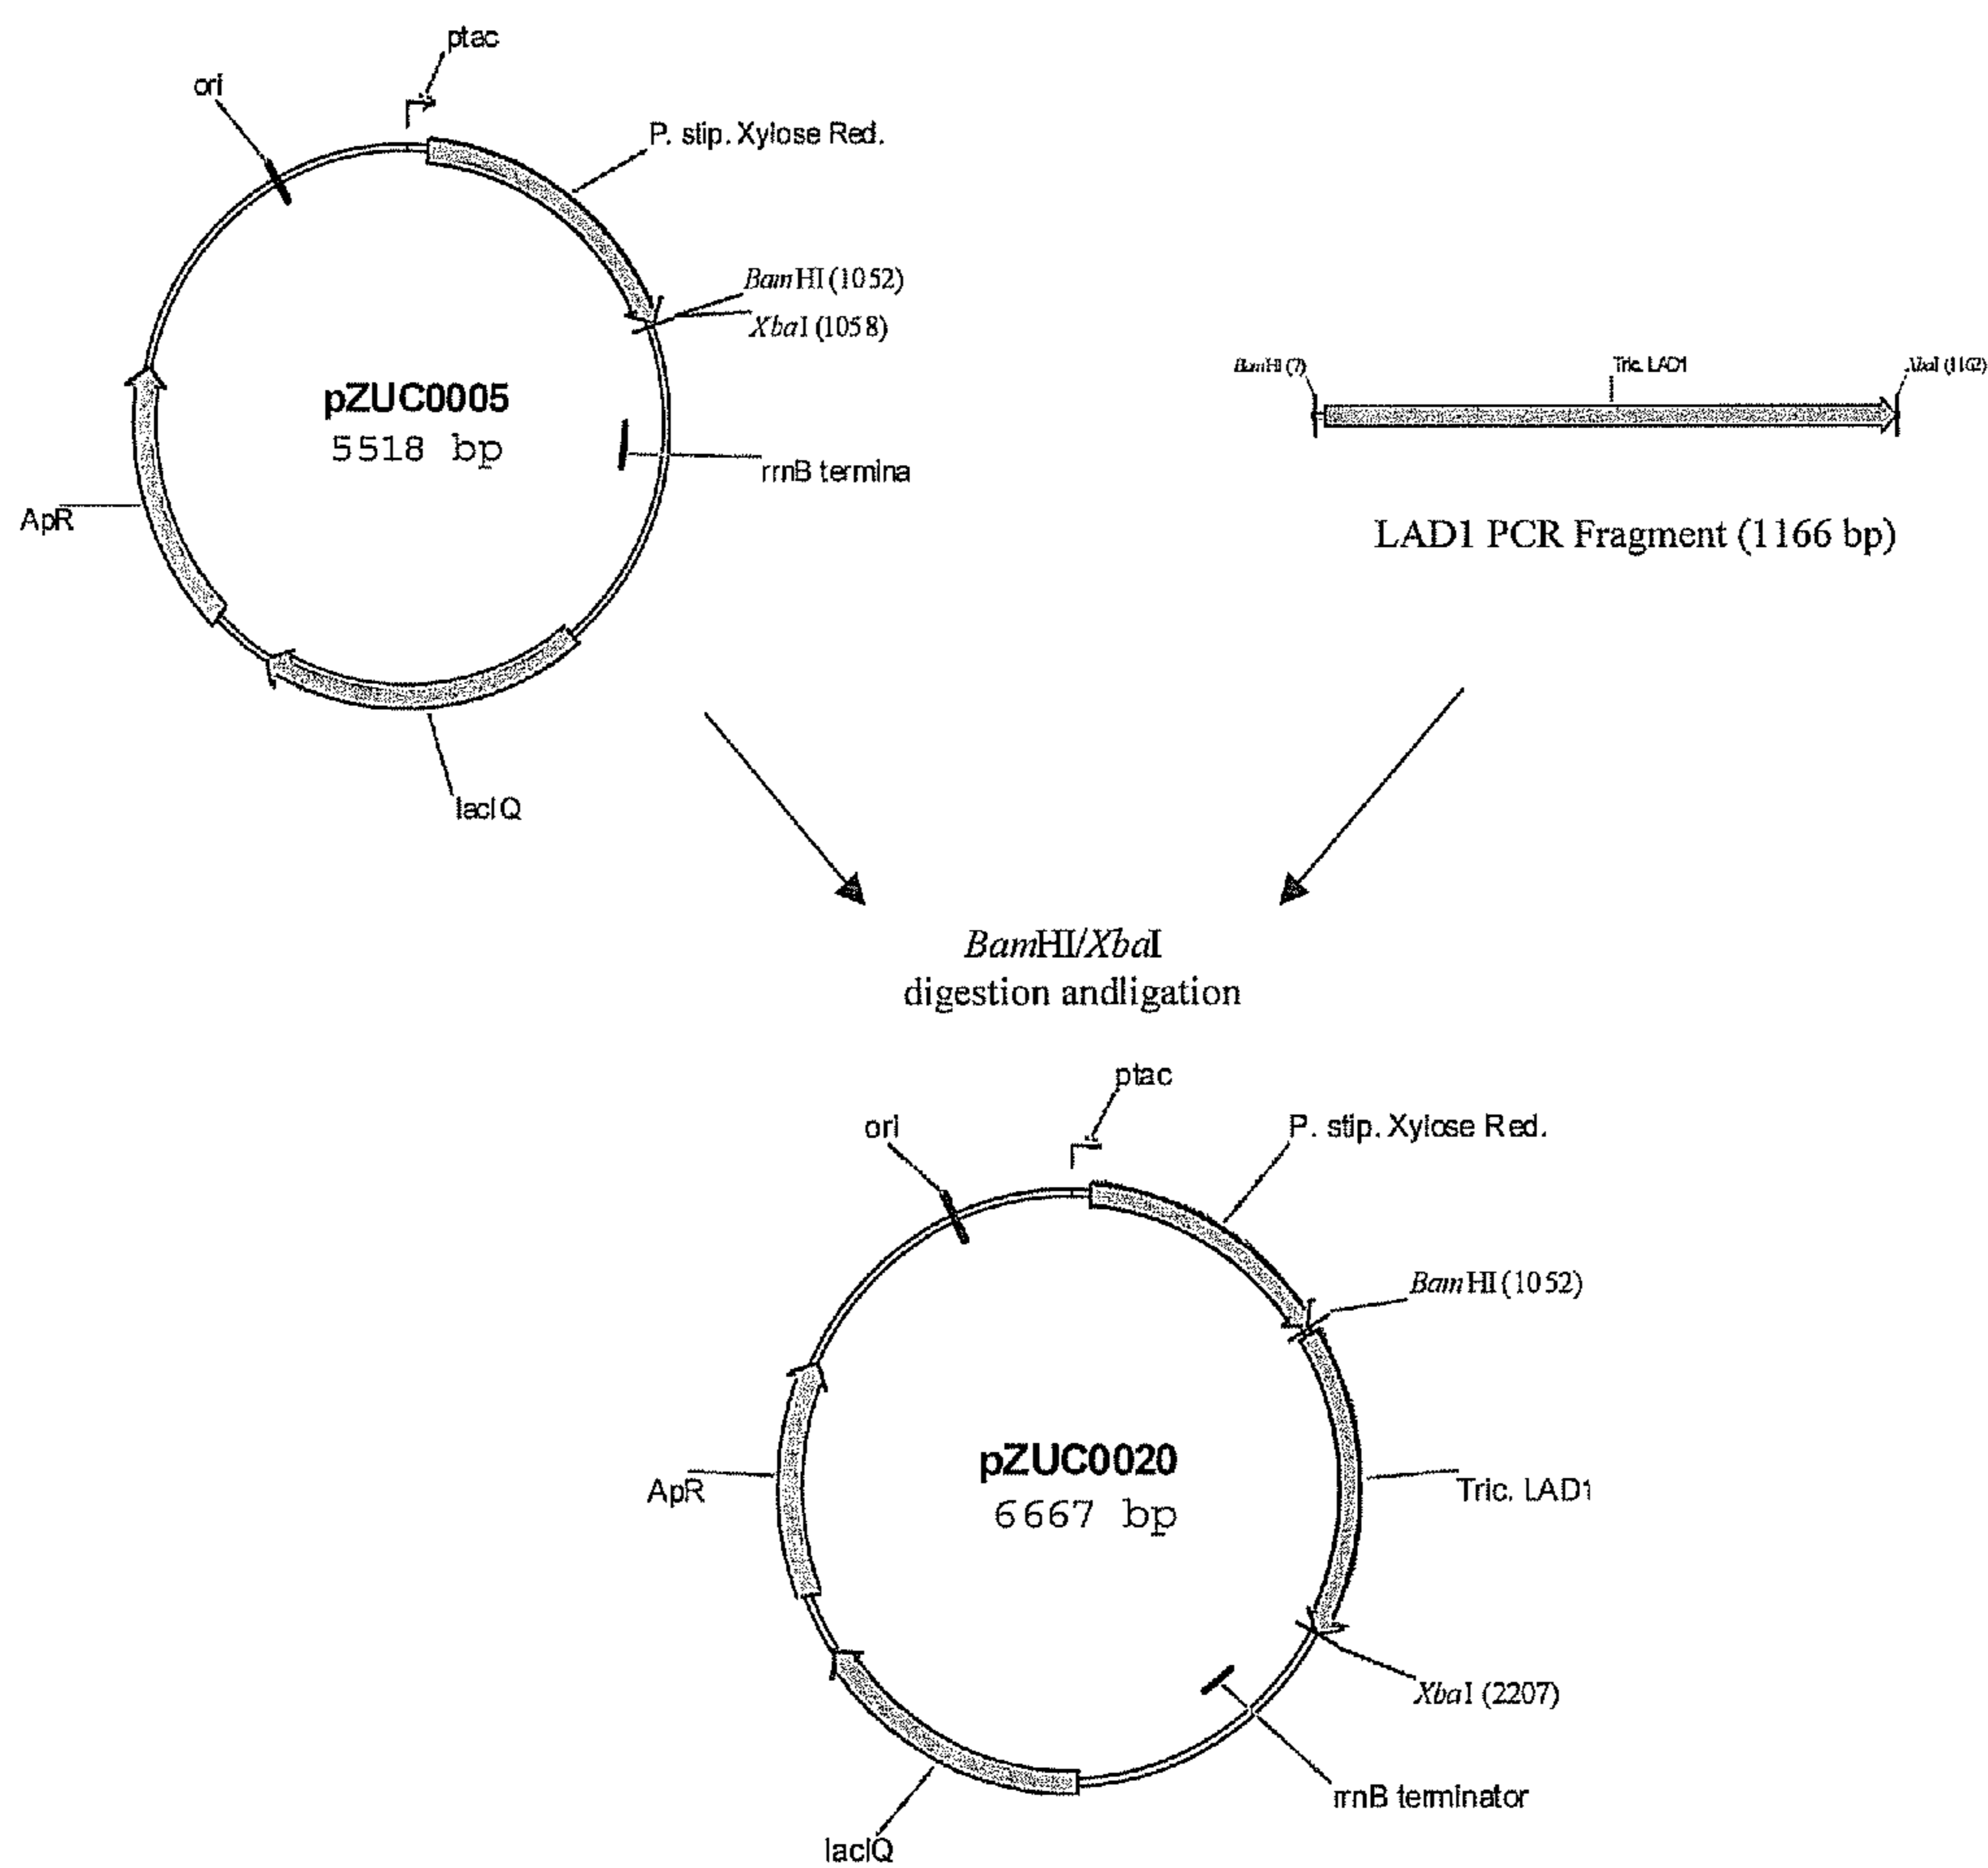 ptac
ori
P. stip. Xylose Red.
BamHI (1052)
XbaI (1058)
pZUC0005
5518 bp
rrnB termina
ApR
lacIQ
BamHI (7)
Tric. LAD1
XbaI (1162)
LAD1 PCR Fragment (1166 bp)
BamHI/XbaI
digestion andligation
ptac
ori
P. stip. Xylose Red.
BamHI (1052)
pZUC0020
6667 bp
ApR
Tric. LAD1
XbaI (2207)
rrnB terminator
lacIQ